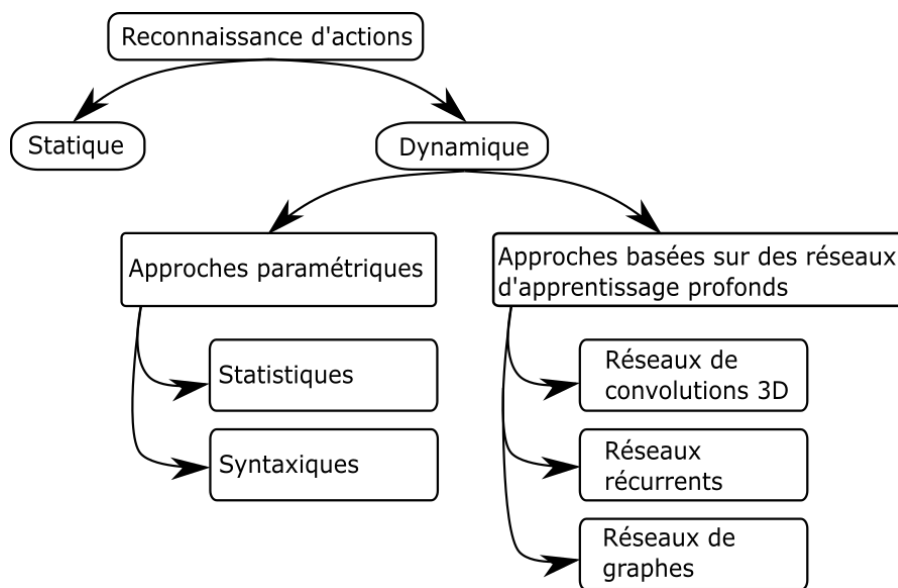 Reconnaissance d'actions
Statique
Dynamique
Approches paramétriques
Approches basées sur des réseaux
d'apprentissage profonds
Statistiques
Syntaxiques
Réseaux de
convolutions 3D
Réseaux
récurrents
Réseaux de
graphes